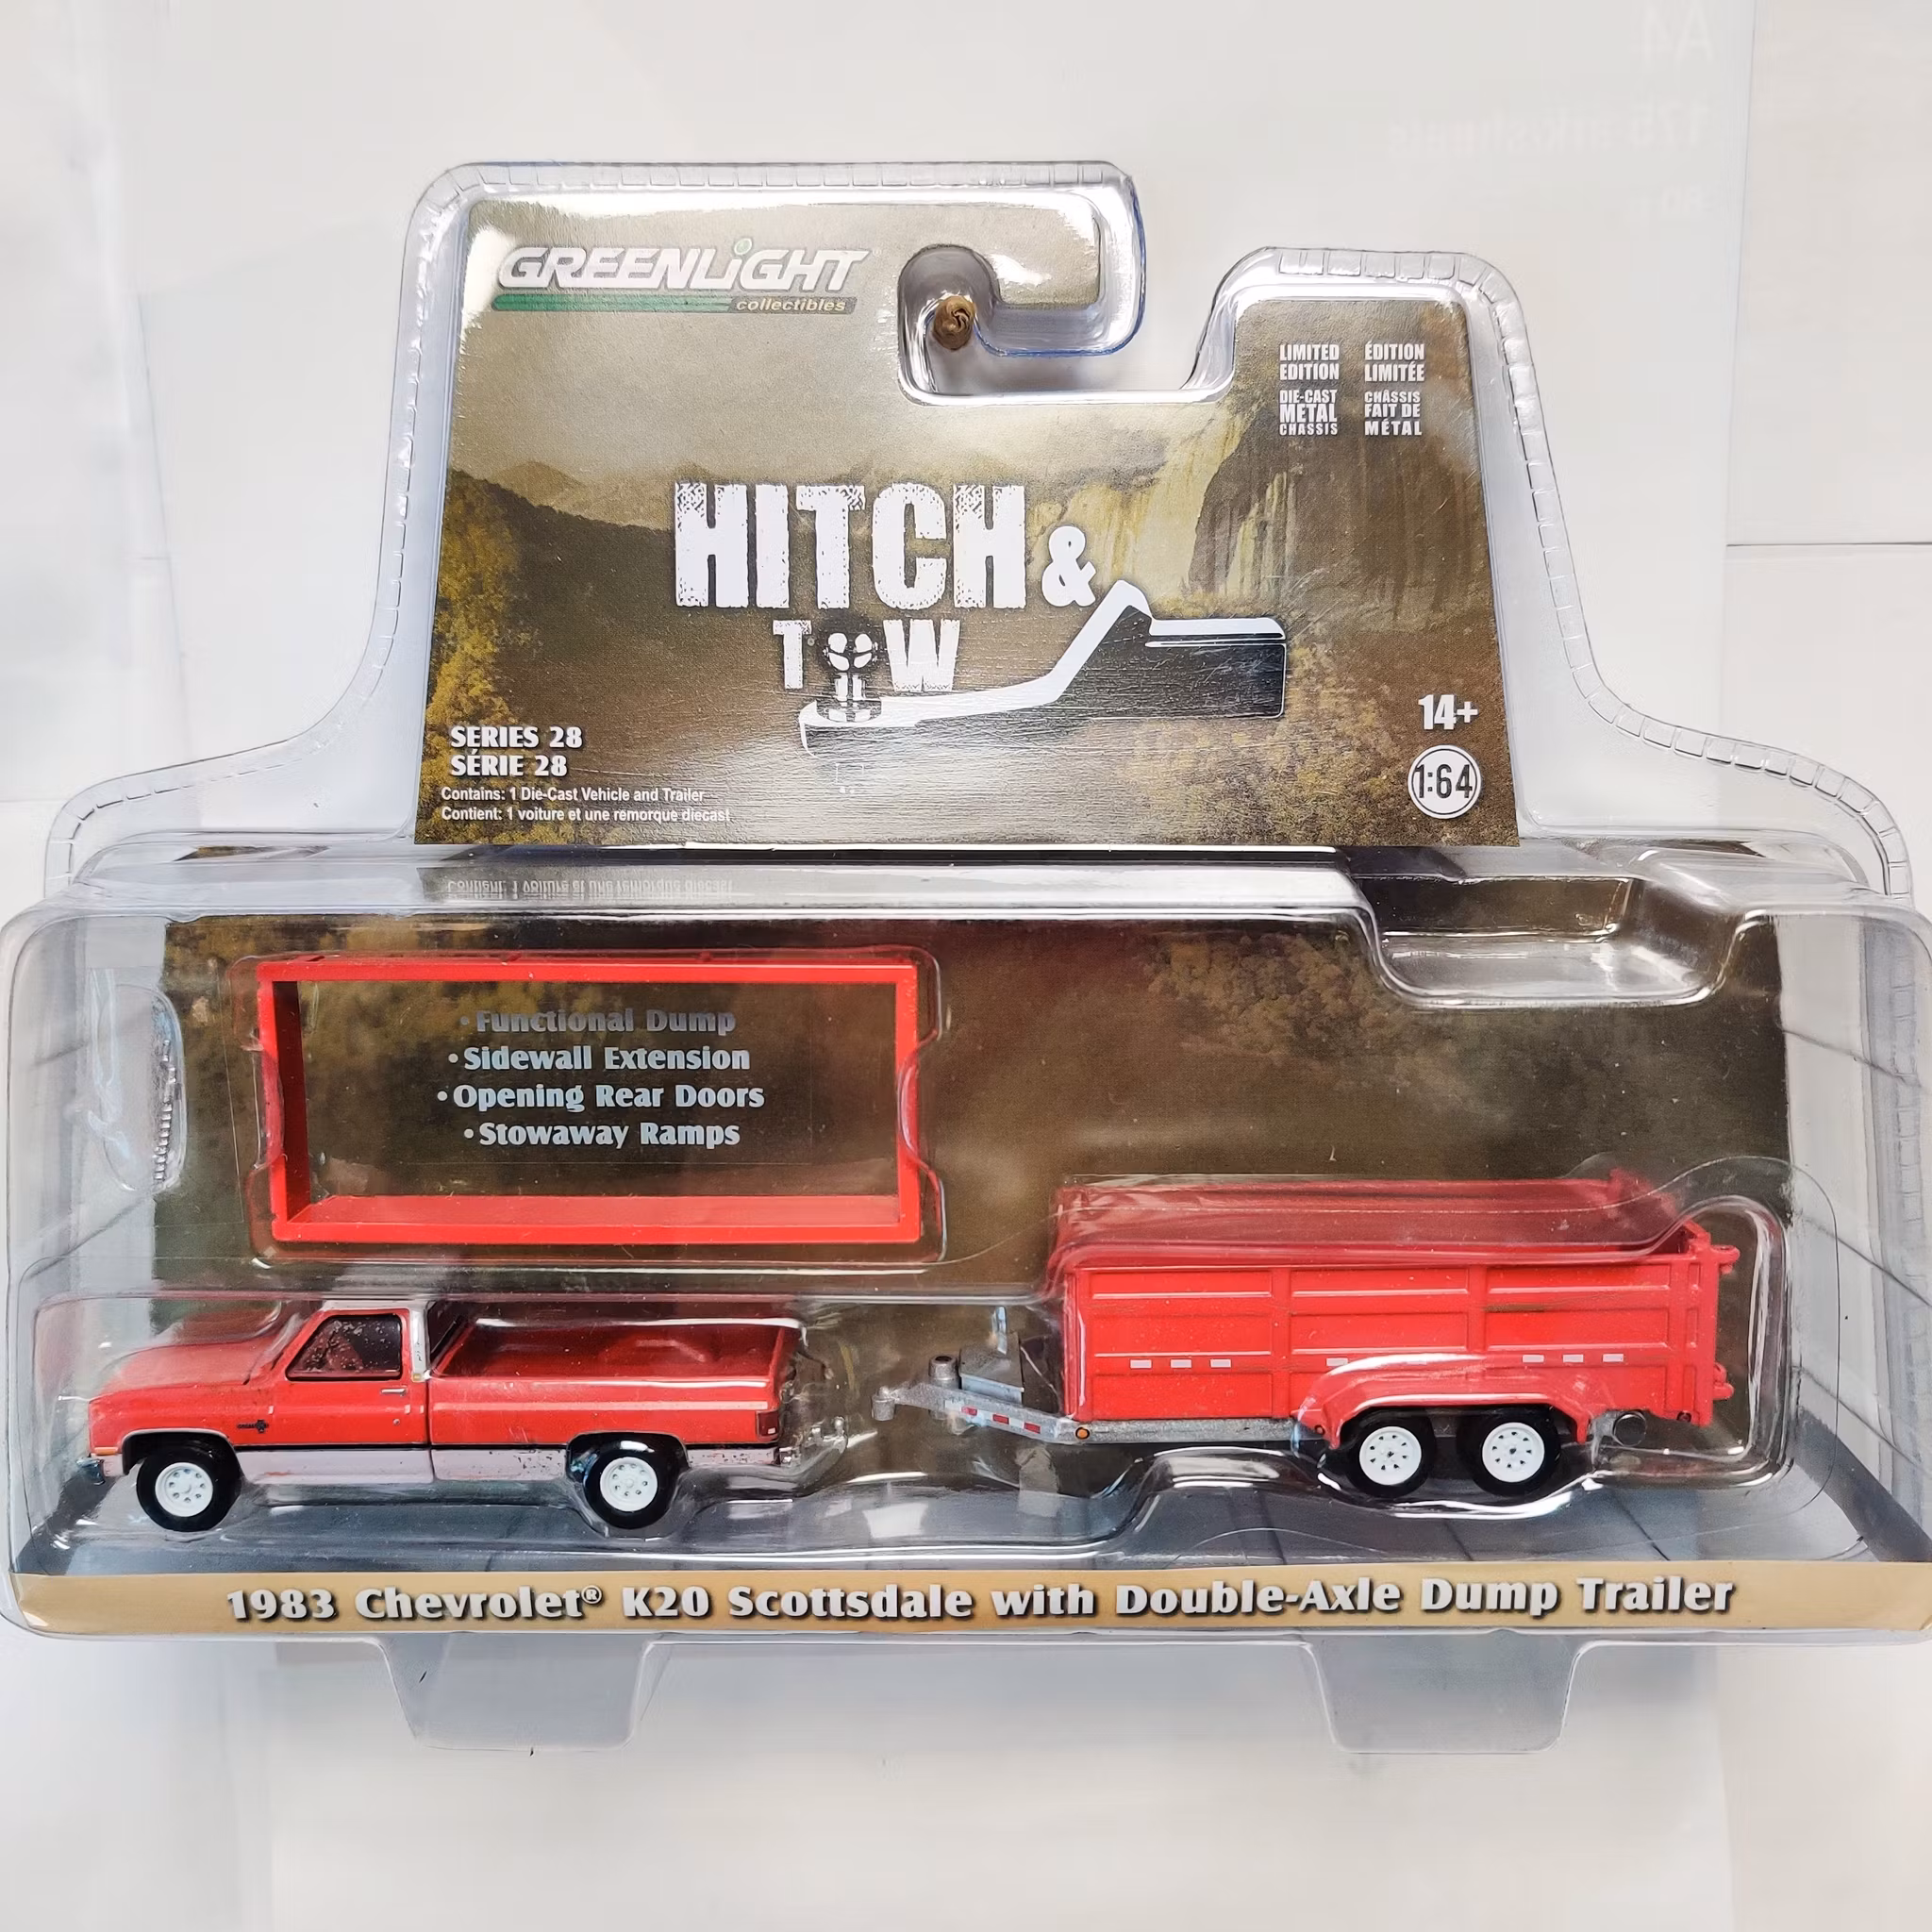 GREENLiGHT
collectibles
LIMITED EDITION
DIE-CAST METAL CHASSIS
ÉDITION LIMITÉE
CHÂSSIS FAIT DE MÉTAL
HITCH &
TOW
SERIES 28
SÉRIE 28
Contains: 1 Die-Cast Vehicle and Trailer
Contient: 1 voiture et une remorque diecast
14+
1:64
• Functional Dump
• Sidewall Extension
• Opening Rear Doors
• Stowaway Ramps
1983 Chevrolet® K20 Scottsdale with Double-Axle Dump Trailer